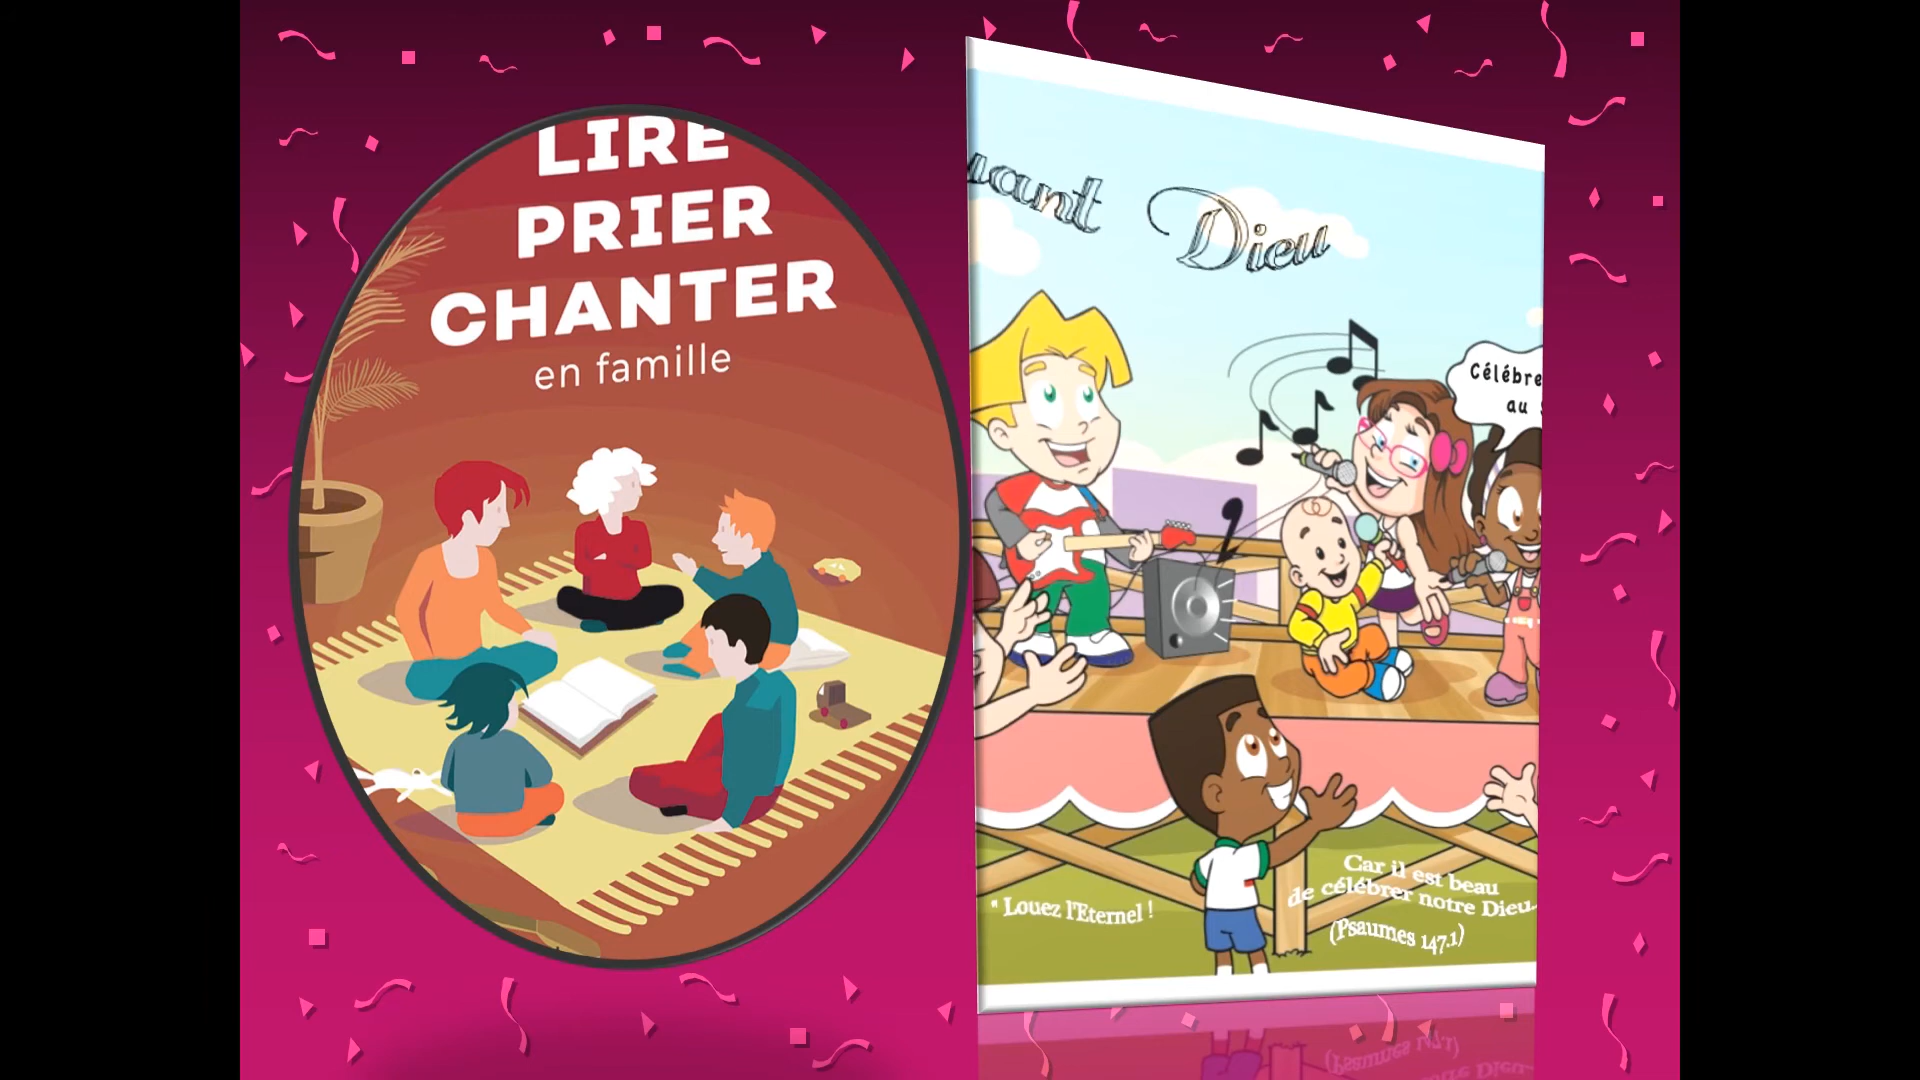 LIRE
PRIER
CHANTER
en famille
Dieu
Célébre
au
" Louez l'Eternel !
Car il est beau
de célébrer notre Dieu.
(Psaumes 147.1)